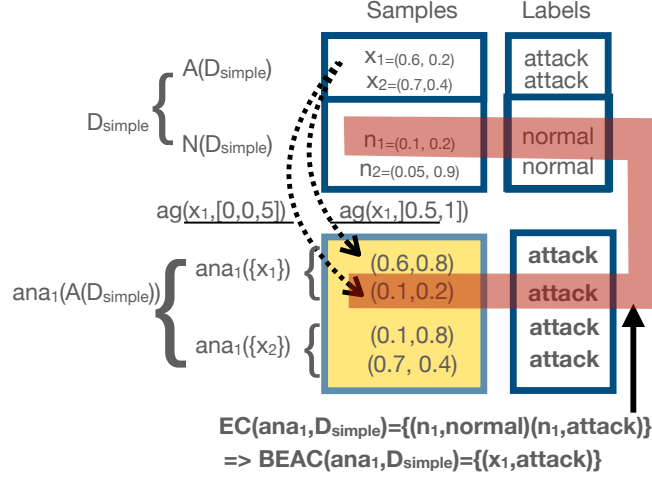 Samples Labels
A(Dsimple) x1=(0.6, 0.2) attack
x2=(0.7,0.4) attack
Dsimple
N(Dsimple) n1=(0.1, 0.2) normal
n2=(0.05, 0.9) normal
ag(x1,[0,0,5]) ag(x1,]0.5,1])
(0.6,0.8) attack
ana1({x1})
(0.1,0.2) attack
ana1(A(Dsimple))
(0.1,0.8) attack
ana1({x2})
(0.7, 0.4) attack
EC(ana1,Dsimple)={(n1,normal)(n1,attack)}
=> BEAC(ana1,Dsimple)={(x1,attack)}